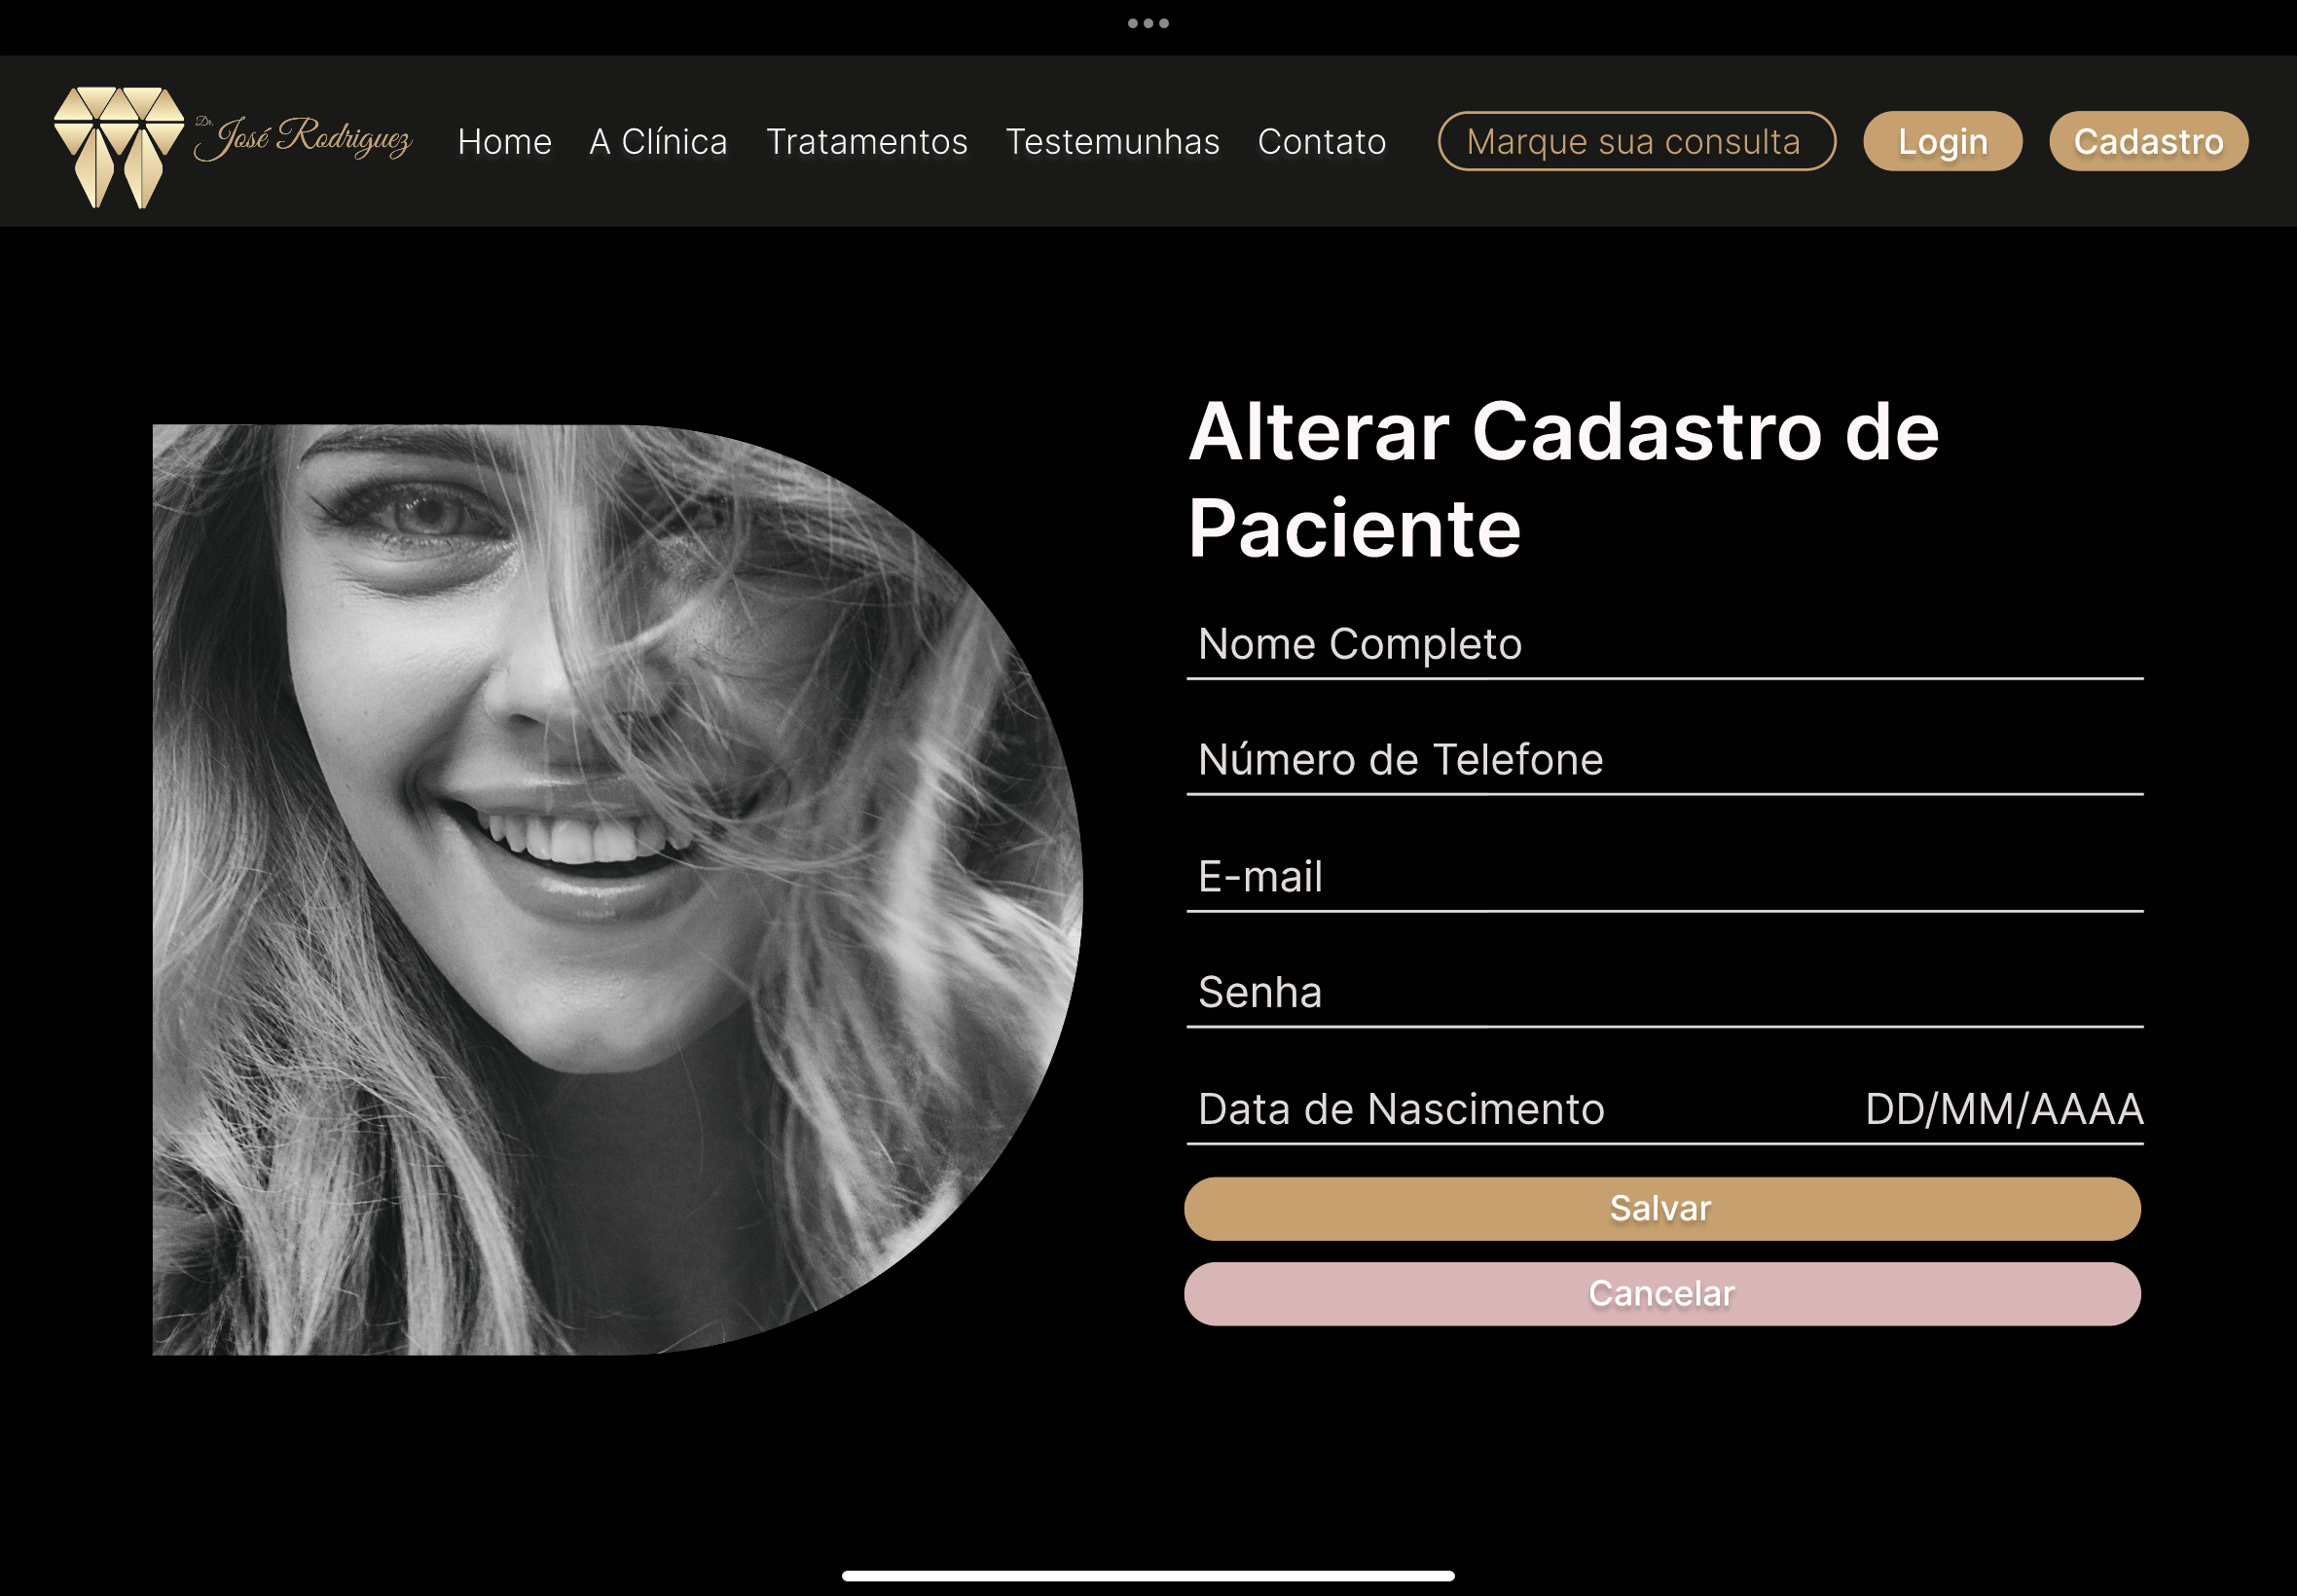 Dr. José Rodriguez
Home A Clínica Tratamentos Testemunhas Contato Marque sua consulta Login Cadastro
Alterar Cadastro de
Paciente
Nome Completo
Número de Telefone
E-mail
Senha
Data de Nascimento DD/MM/AAAA
Salvar
Cancelar